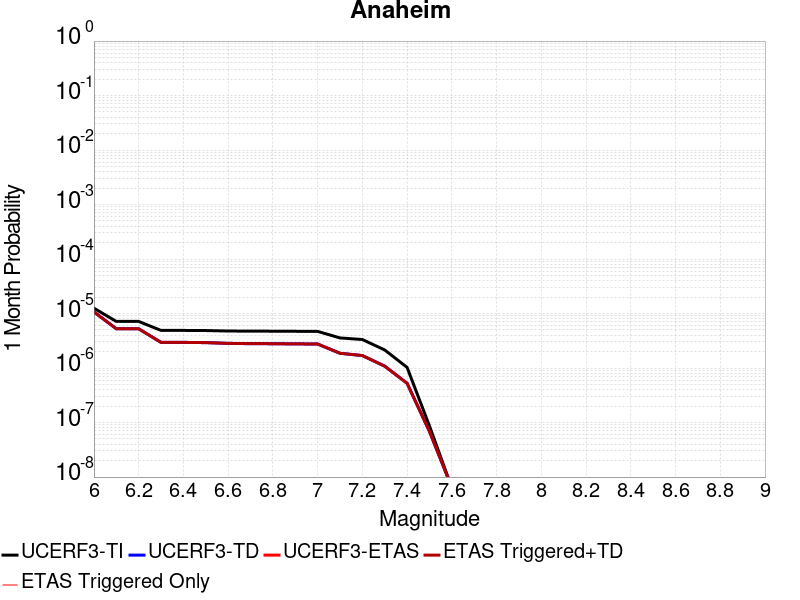 Anaheim
10^0
10^-1
10^-2
10^-3
10^-4
10^-5
10^-6
10^-7
10^-8
1 Month Probability
6 6.2 6.4 6.6 6.8 7 7.2 7.4 7.6 7.8 8 8.2 8.4 8.6 8.8 9
Magnitude
UCERF3-TI UCERF3-TD UCERF3-ETAS ETAS Triggered+TD
ETAS Triggered Only